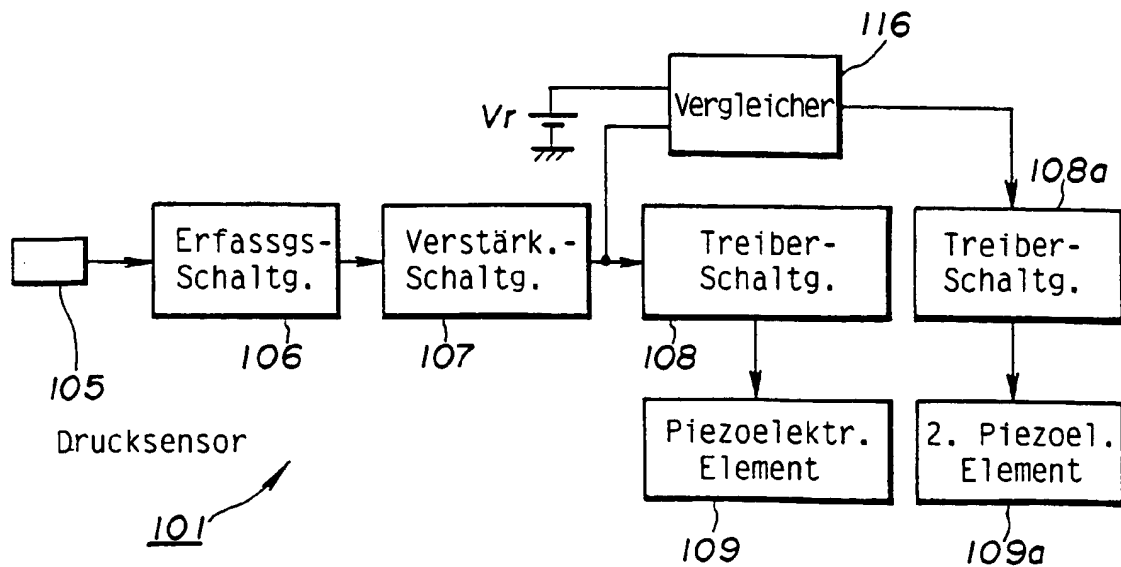 116
Vergleicher
Vr
108a
Erfassgs-
Schaltg.
Verstärk.-
Schaltg.
Treiber-
Schaltg.
Treiber-
Schaltg.
105
106
107
108
Drucksensor
Piezoelektr.
Element
2. Piezoel.
Element
101
109
109a